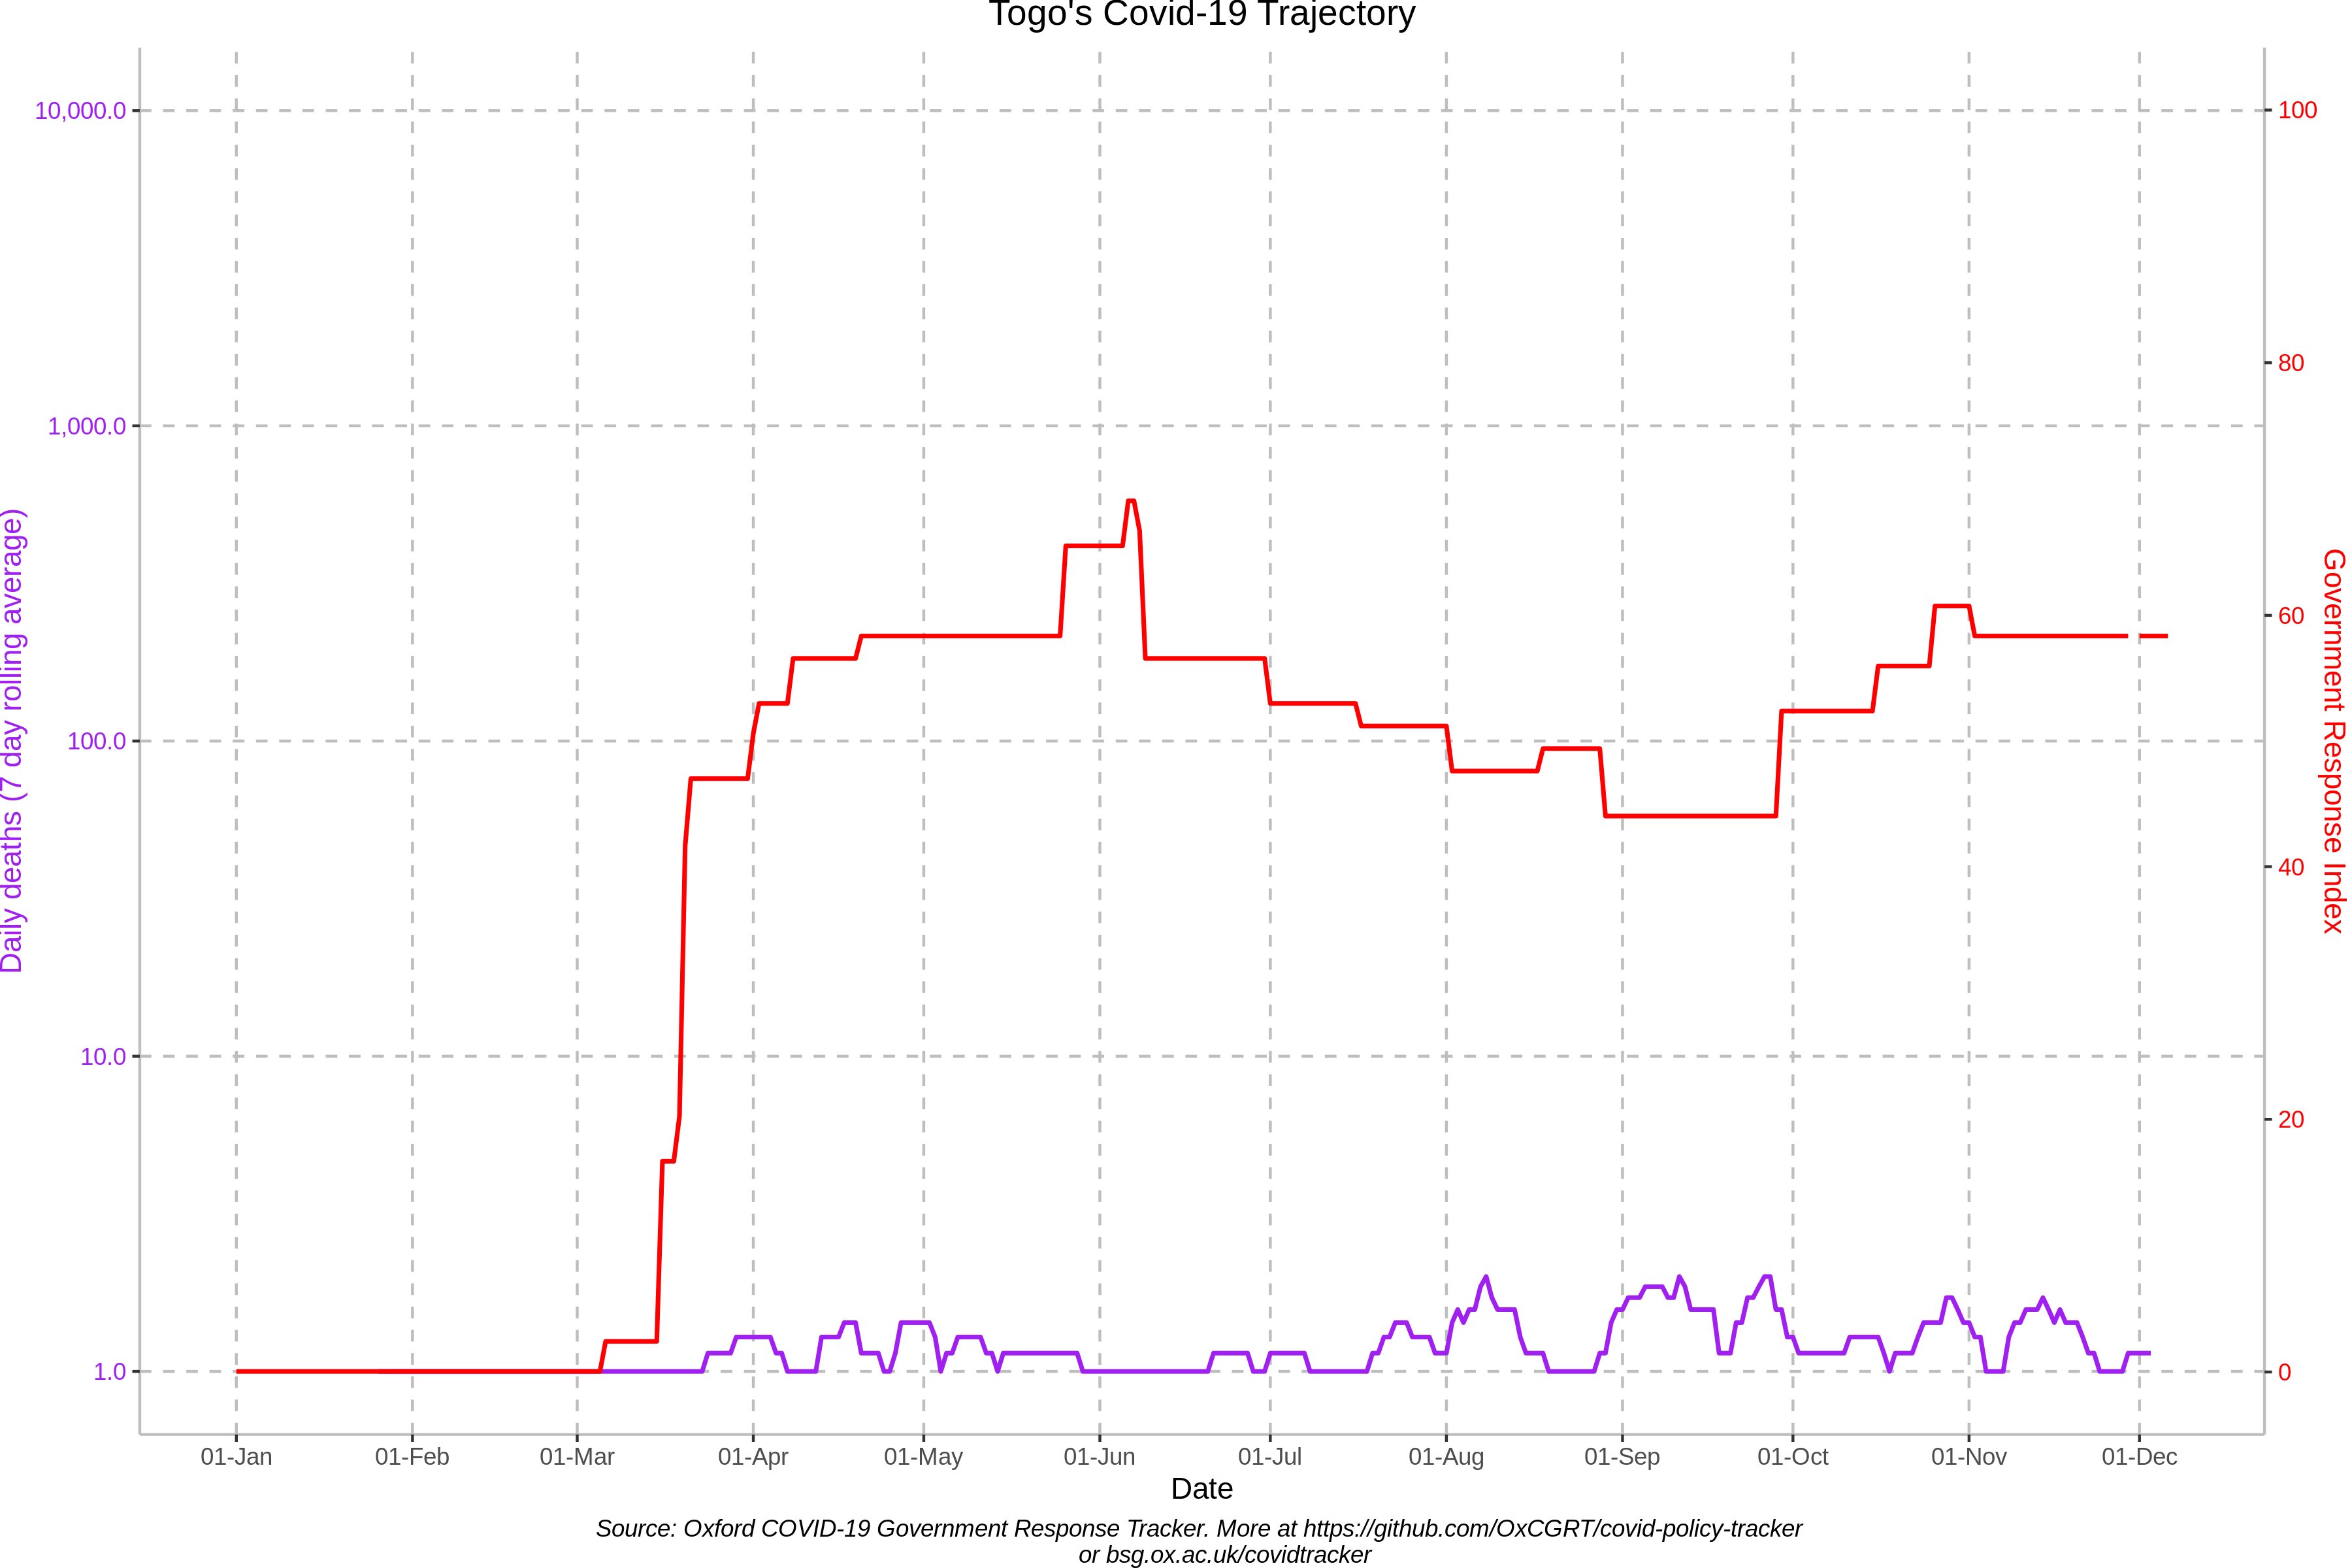 Togo's Covid-19 Trajectory
10,000.0
1,000.0
100.0
10.0
1.0
Daily deaths (7 day rolling average)
100
80
60
40
20
0
Government Response Index
01-Jan 01-Feb 01-Mar 01-Apr 01-May 01-Jun 01-Jul 01-Aug 01-Sep 01-Oct 01-Nov 01-Dec
Date
Source: Oxford COVID-19 Government Response Tracker. More at https://github.com/OxCGRT/covid-policy-tracker
or bsg.ox.ac.uk/covidtracker